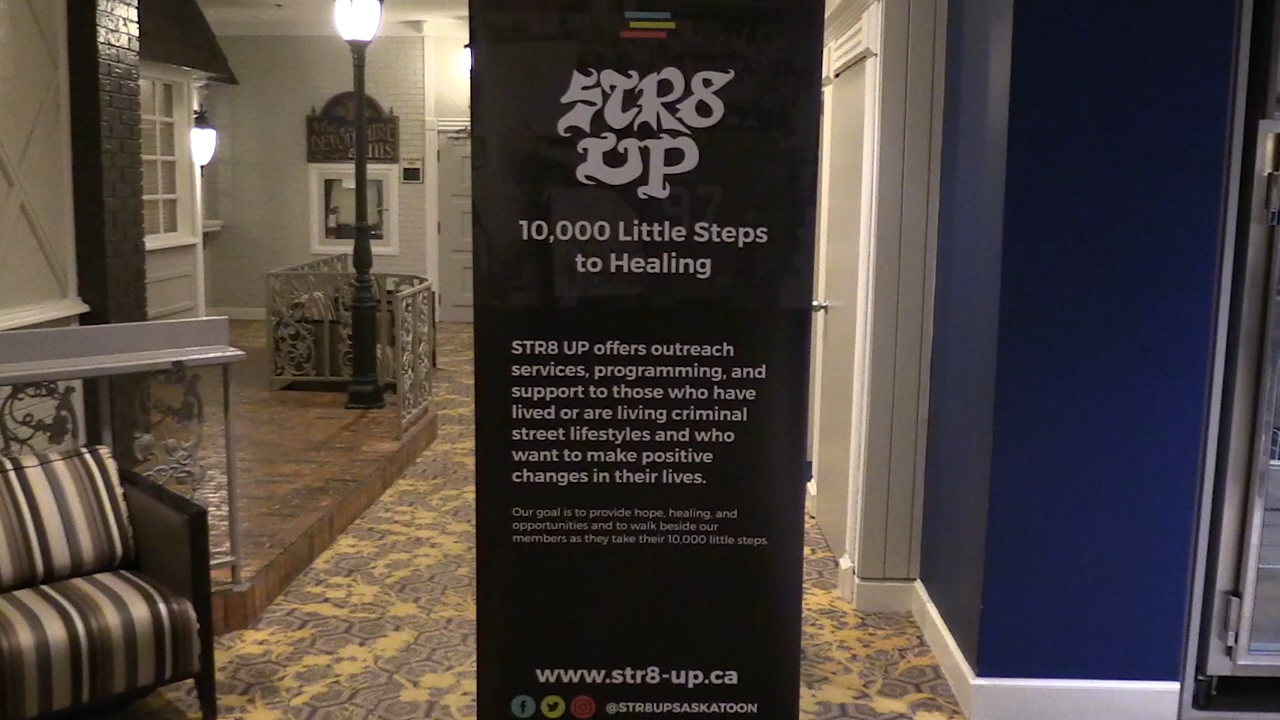 STR8
UP
10,000 Little Steps
to Healing
STR8 UP offers outreach
services, programming, and
support to those who have
lived or are living criminal
street lifestyles and who
want to make positive
changes in their lives.
Our goal is to provide hope, healing, and
opportunities and to walk beside our
members as they take their 10,000 little steps.
www.str8-up.ca
@STR8UPSASKATOON